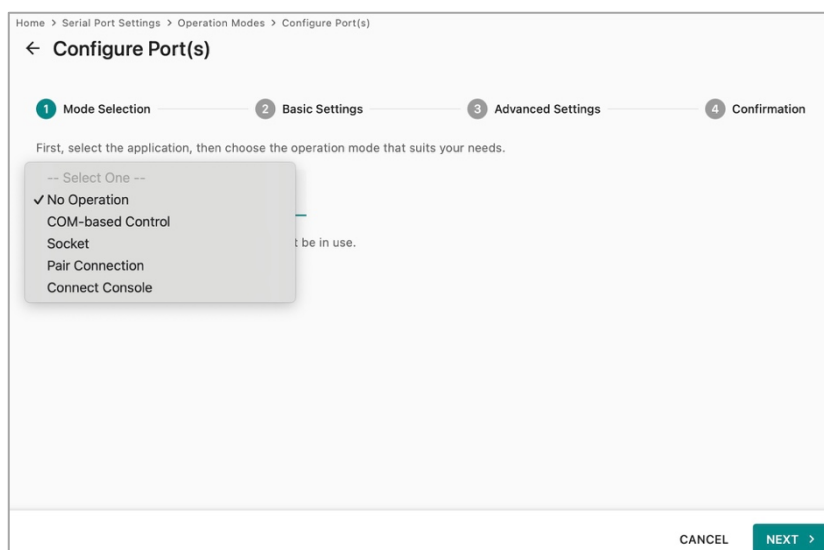 Home > Serial Port Settings > Operation Modes > Configure Port(s)
← Configure Port(s)
1 Mode Selection 2 Basic Settings 3 Advanced Settings 4 Confirmation
First, select the application, then choose the operation mode that suits your needs.
-- Select One --
✓ No Operation
COM-based Control
Socket
t be in use.
Pair Connection
Connect Console
CANCEL NEXT >